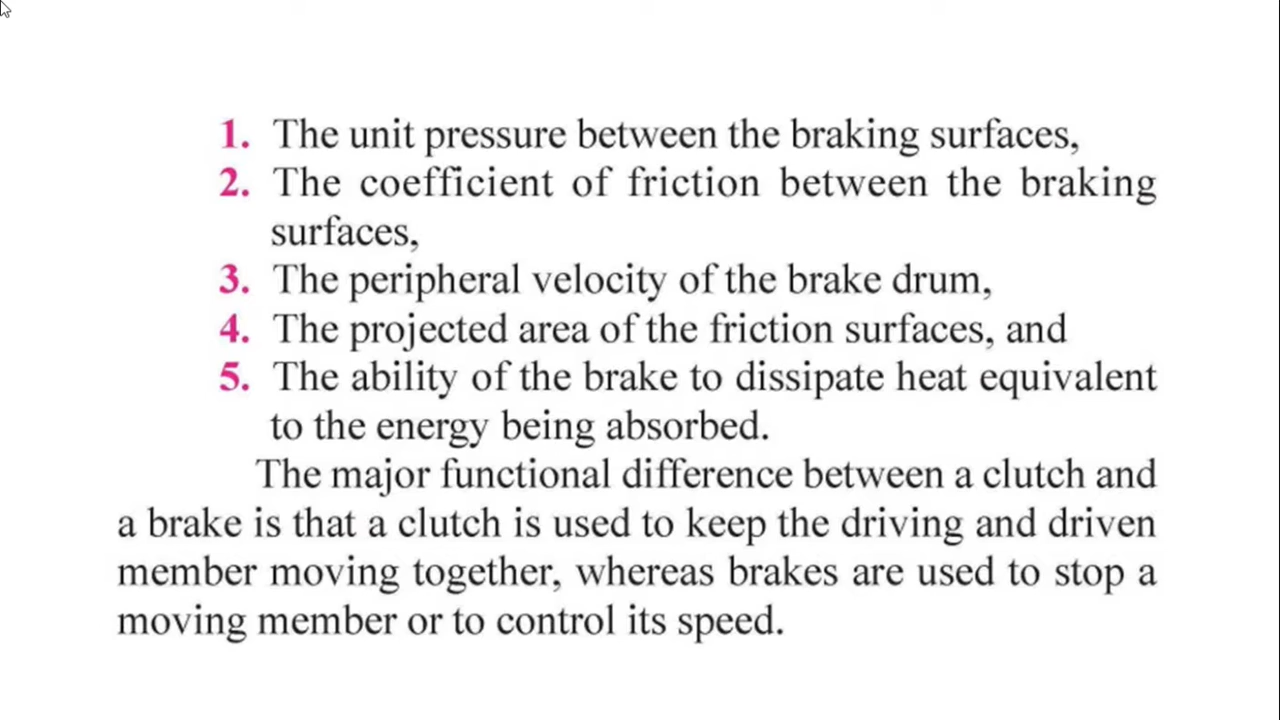 1. The unit pressure between the braking surfaces,
2. The coefficient of friction between the braking
surfaces,
3. The peripheral velocity of the brake drum,
4. The projected area of the friction surfaces, and
5. The ability of the brake to dissipate heat equivalent
to the energy being absorbed.
The major functional difference between a clutch and
a brake is that a clutch is used to keep the driving and driven
member moving together, whereas brakes are used to stop a
moving member or to control its speed.